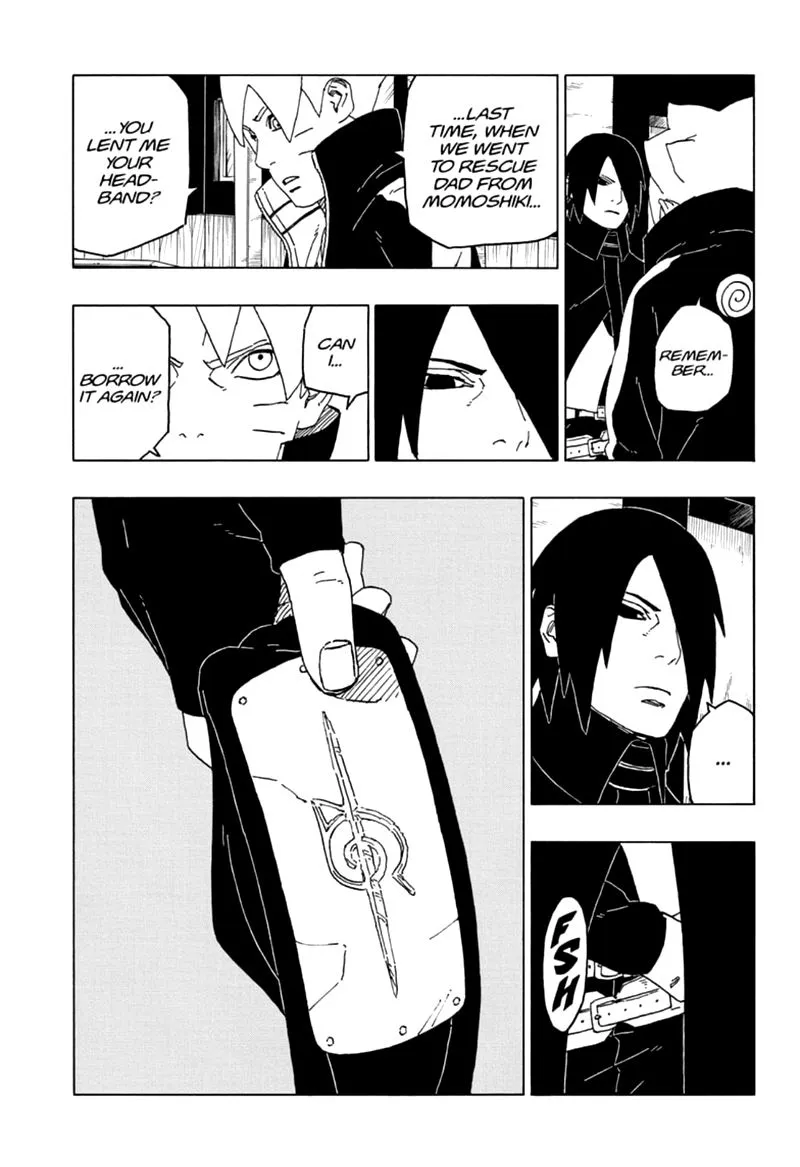 REMEM-
BER...
...LAST
TIME, WHEN
WE WENT
TO RESCUE
DAD FROM
MOMOSHIKI...
...YOU
LENT ME
YOUR
HEAD-
BAND?
CAN
I...
...
BORROW
IT AGAIN?
...
FSH